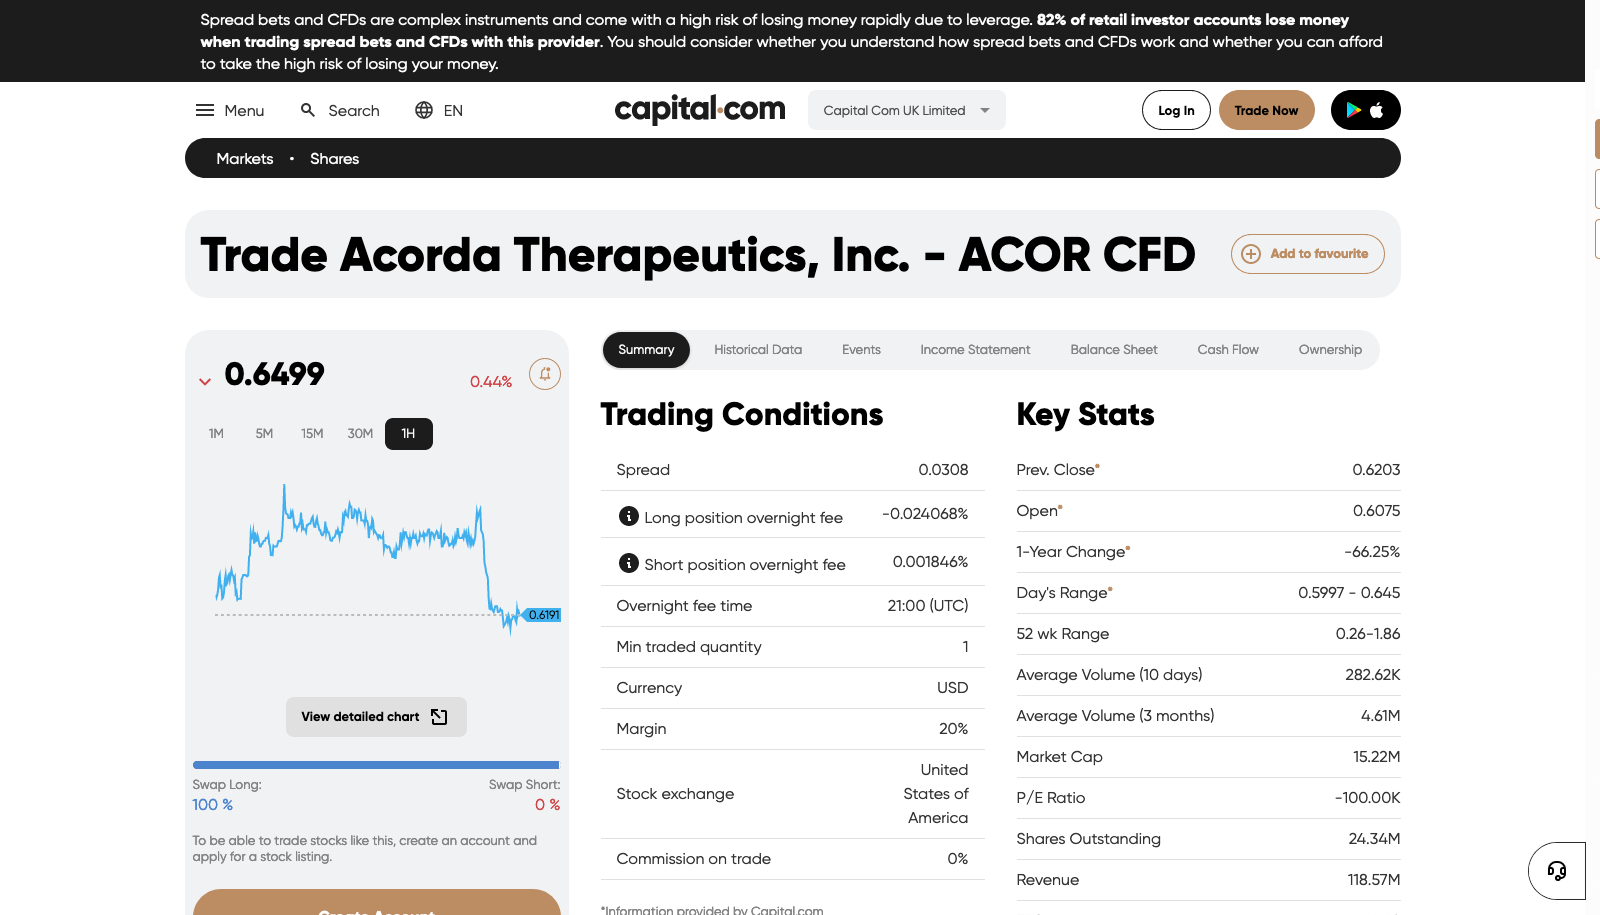 Spread bets and CFDs are complex instruments and come with a high risk of losing money rapidly due to leverage. 82% of retail investor accounts lose money
when trading spread bets and CFDs with this provider. You should consider whether you understand how spread bets and CFDs work and whether you can afford
to take the high risk of losing your money.
Menu Search EN capital.com Capital Com UK Limited Log In Trade Now
Markets • Shares
Trade Acorda Therapeutics, Inc. - ACOR CFD Add to favourite
0.6499 0.44%
1M 5M 15M 30M 1H
0.6191
View detailed chart
Swap Long: Swap Short:
100 % 0 %
To be able to trade stocks like this, create an account and
apply for a stock listing.
Summary Historical Data Events Income Statement Balance Sheet Cash Flow Ownership
Trading Conditions
Spread 0.0308
Long position overnight fee -0.024068%
Short position overnight fee 0.001846%
Overnight fee time 21:00 (UTC)
Min traded quantity 1
Currency USD
Margin 20%
Stock exchange United
States of
America
Commission on trade 0%
*Information provided by Capital.com
Key Stats
Prev. Close* 0.6203
Open* 0.6075
1-Year Change* -66.25%
Day's Range* 0.5997 - 0.645
52 wk Range 0.26-1.86
Average Volume (10 days) 282.62K
Average Volume (3 months) 4.61M
Market Cap 15.22M
P/E Ratio -100.00K
Shares Outstanding 24.34M
Revenue 118.57M